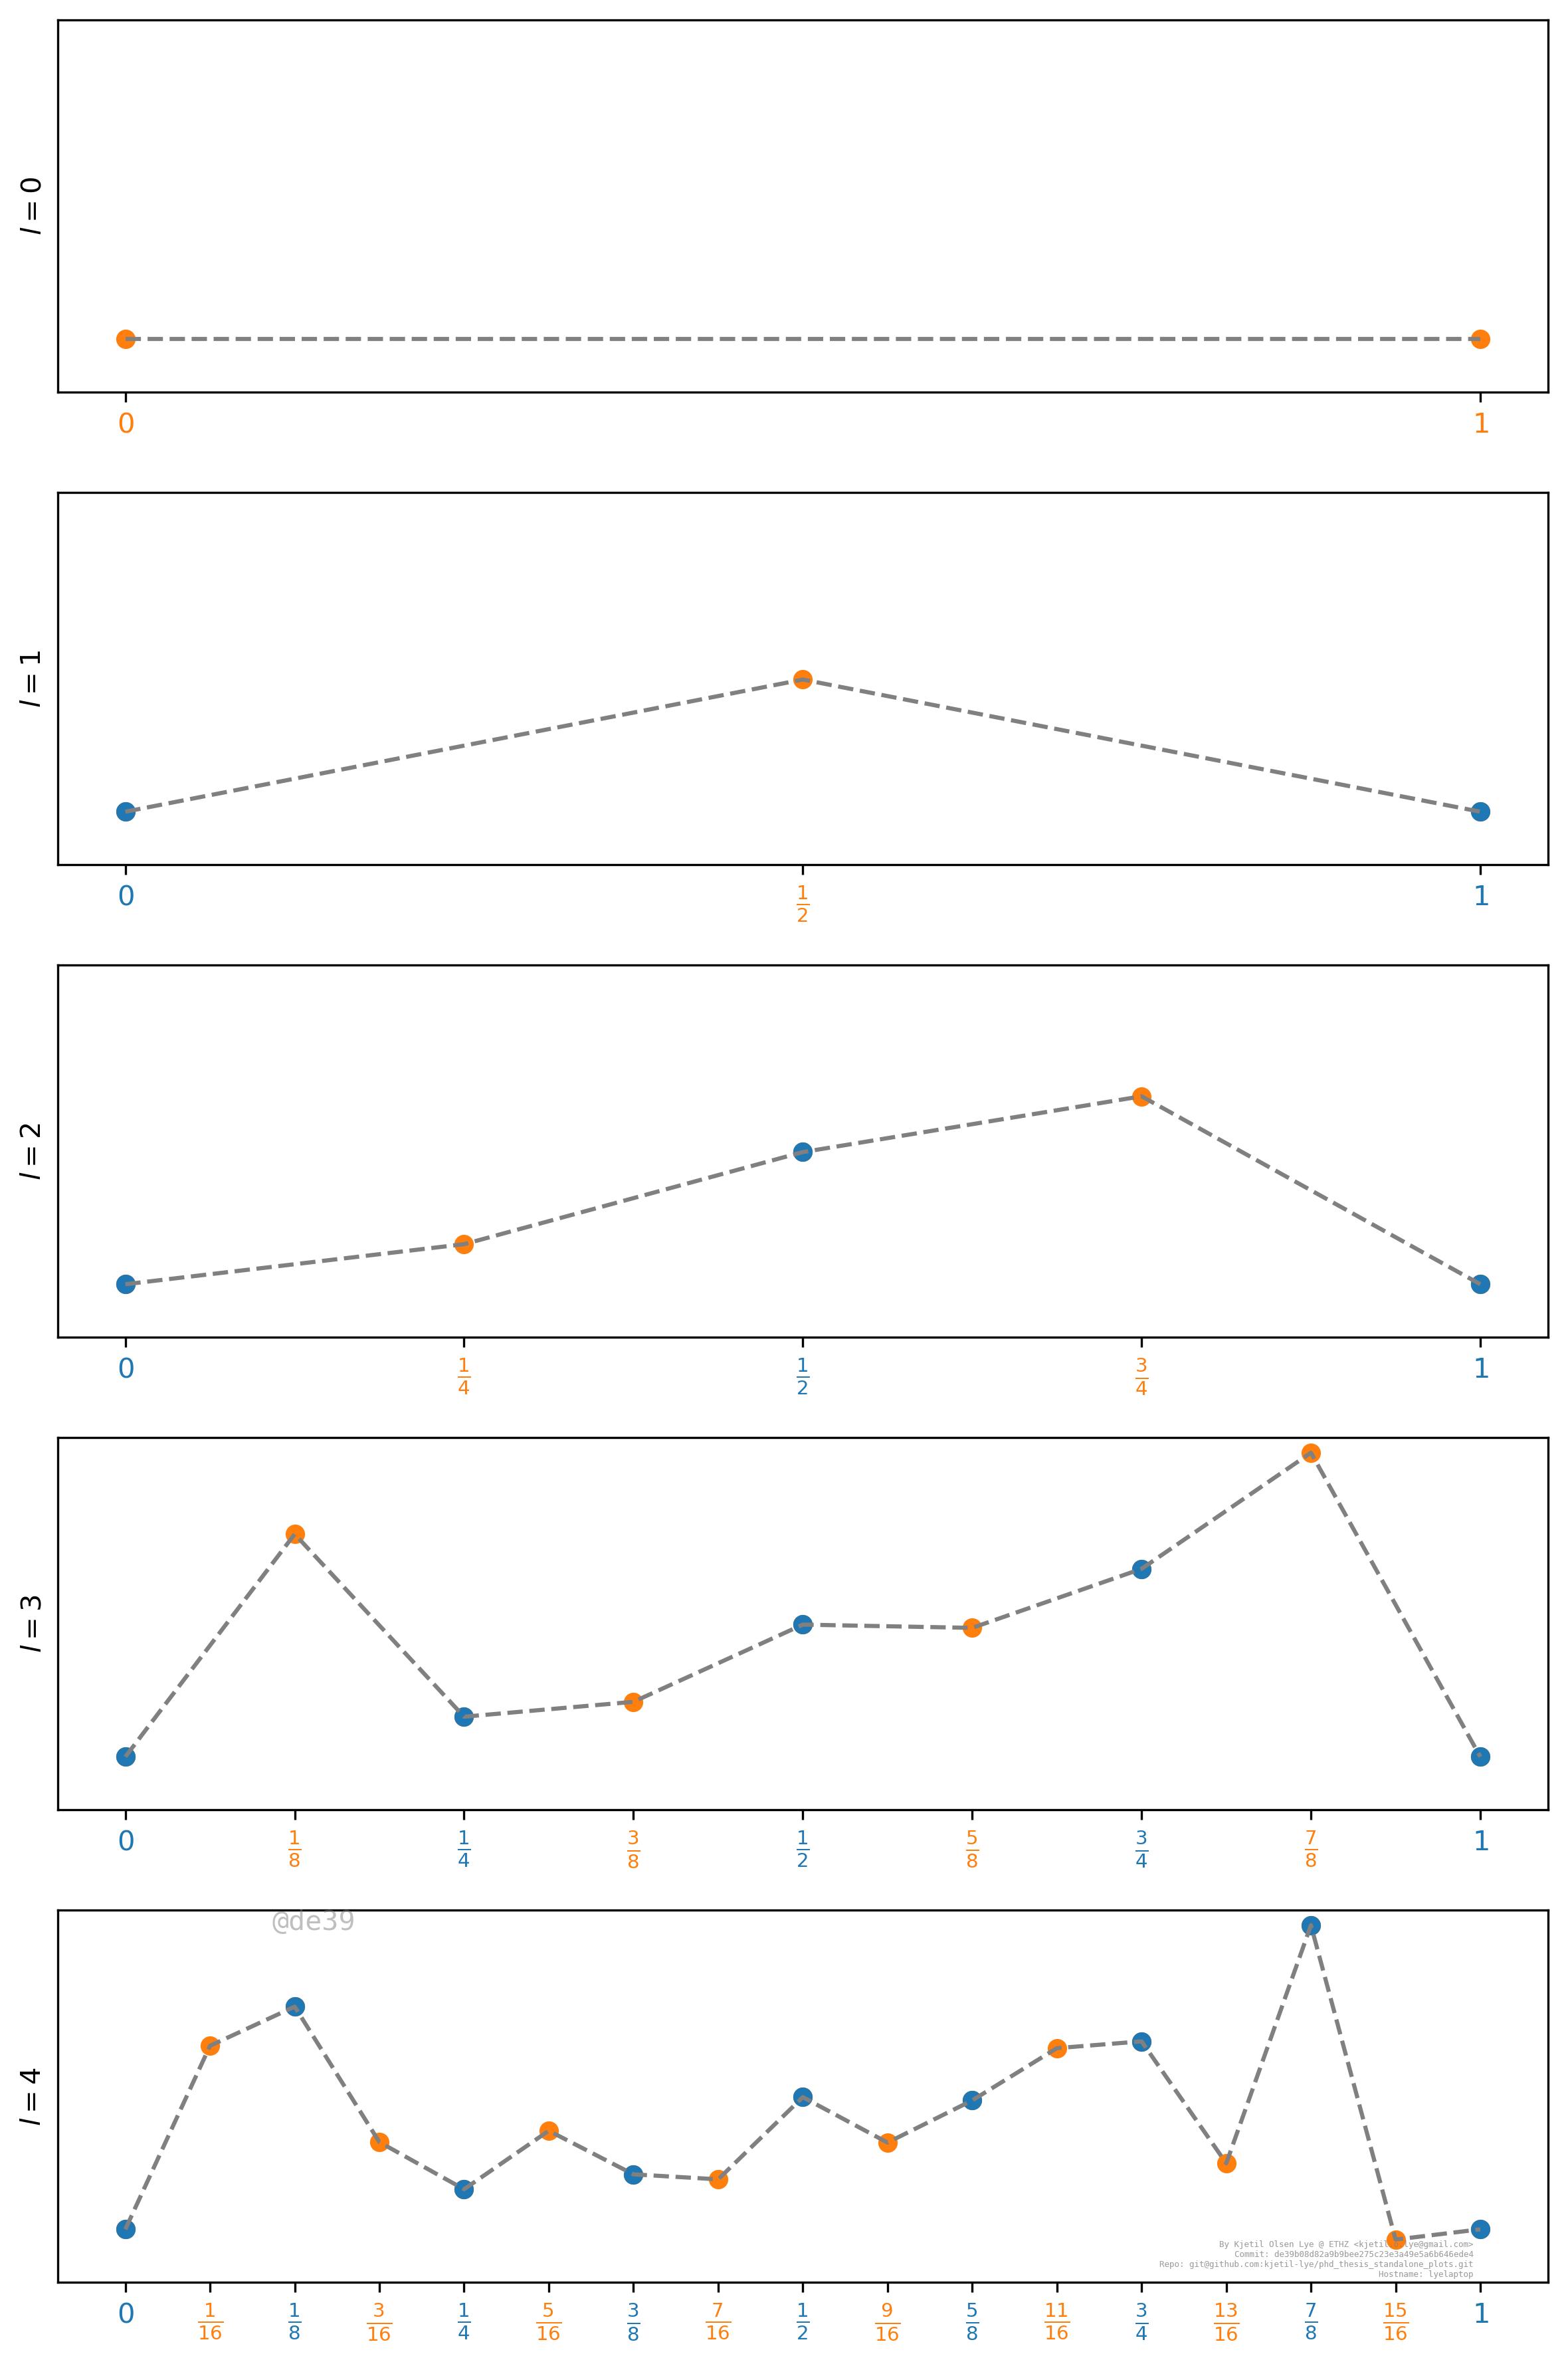 l = 0
0 1
l = 1
0 1/2 1
l = 2
0 1/4 1/2 3/4 1
l = 3
0 1/8 1/4 3/8 1/2 5/8 3/4 7/8 1
@de39
l = 4
By Kjetil Olsen Lye @ ETHZ <kjetil.o.lye@gmail.com>
Commit: de39b08d82a9b9bee275c23e3a49e5a6b646ede4
Repo: git@github.com:kjetil-lye/phd_thesis_standalone_plots.git
Hostname: lyelaptop
0 1/16 1/8 3/16 1/4 5/16 3/8 7/16 1/2 9/16 5/8 11/16 3/4 13/16 7/8 15/16 1